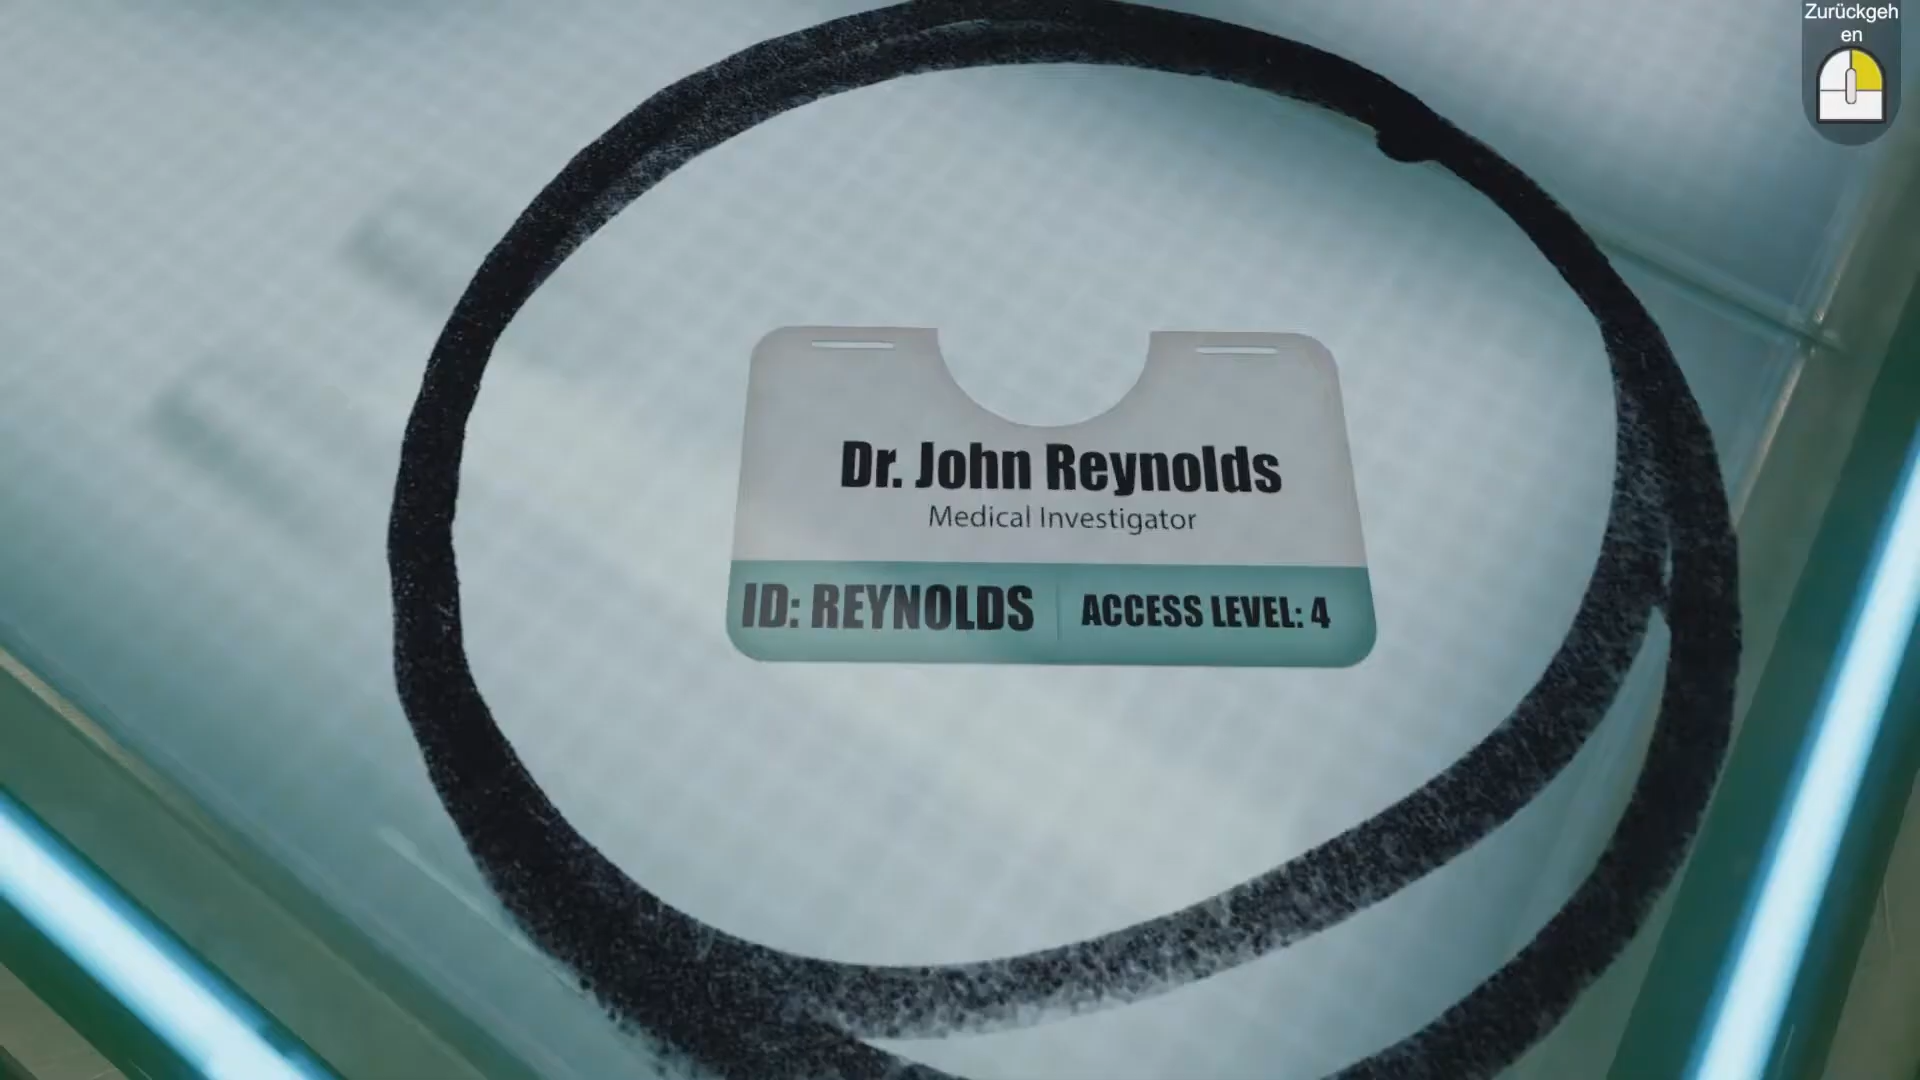 Zurückgeh
en
Dr. John Reynolds
Medical Investigator
ID: REYNOLDS
ACCESS LEVEL: 4